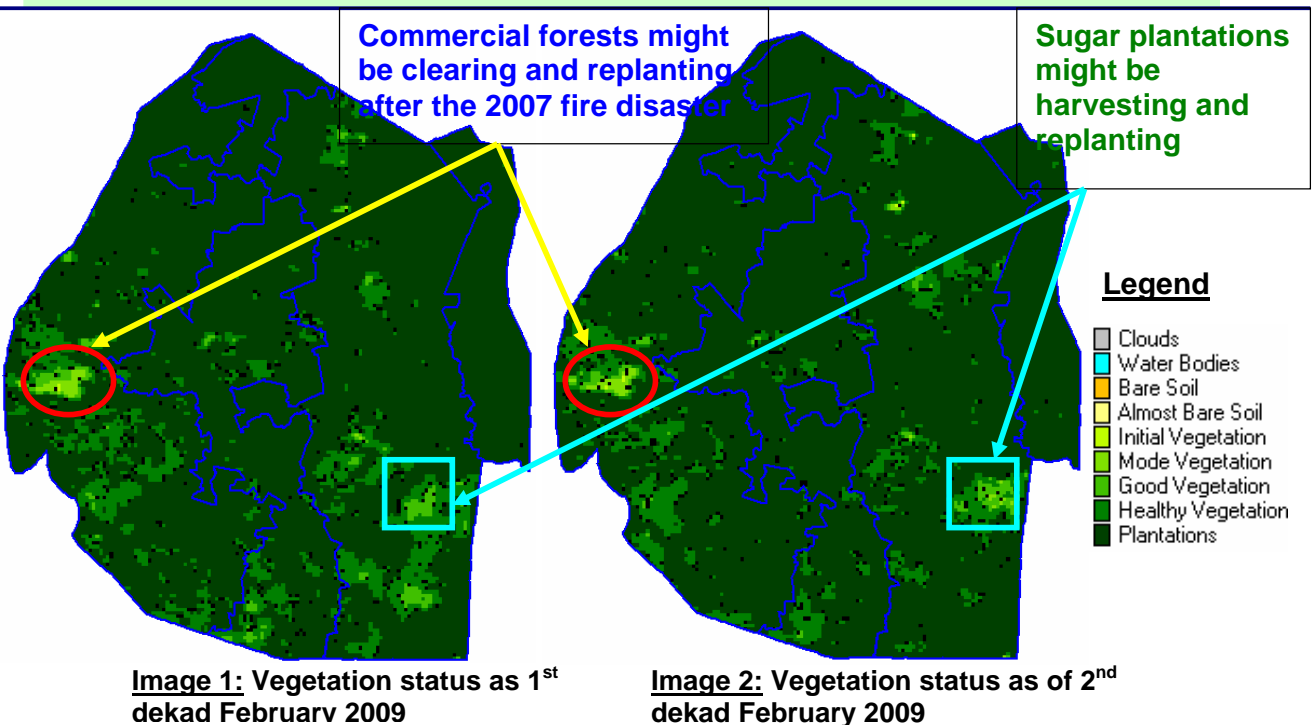 Commercial forests might
be clearing and replanting
after the 2007 fire disaster
Sugar plantations
might be
harvesting and
replanting
Legend
Clouds
Water Bodies
Bare Soil
Almost Bare Soil
Initial Vegetation
Mode Vegetation
Good Vegetation
Healthy Vegetation
Plantations
Image 1: Vegetation status as 1st
dekad February 2009
Image 2: Vegetation status as of 2nd
dekad February 2009